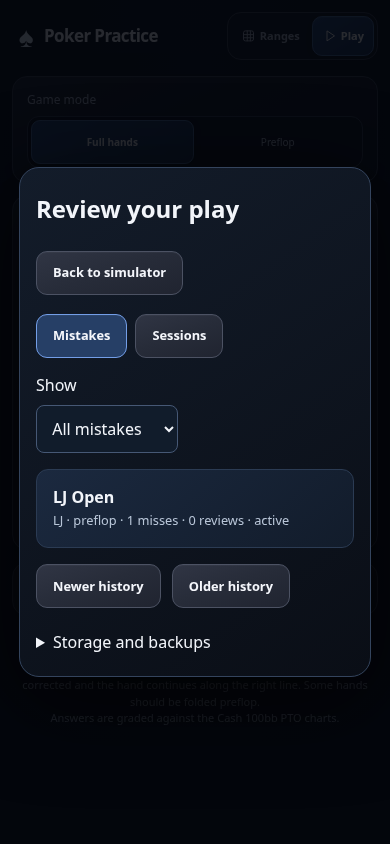 Poker Practice
Ranges
Play
Game mode
Full hands
Preflop
Review your play
Back to simulator
Mistakes
Sessions
Show
All mistakes
LJ Open
LJ · preflop · 1 misses · 0 reviews · active
Newer history
Older history
Storage and backups
corrected and the hand continues along the right line. Some hands
should be folded preflop.
Answers are graded against the Cash 100bb PTO charts.